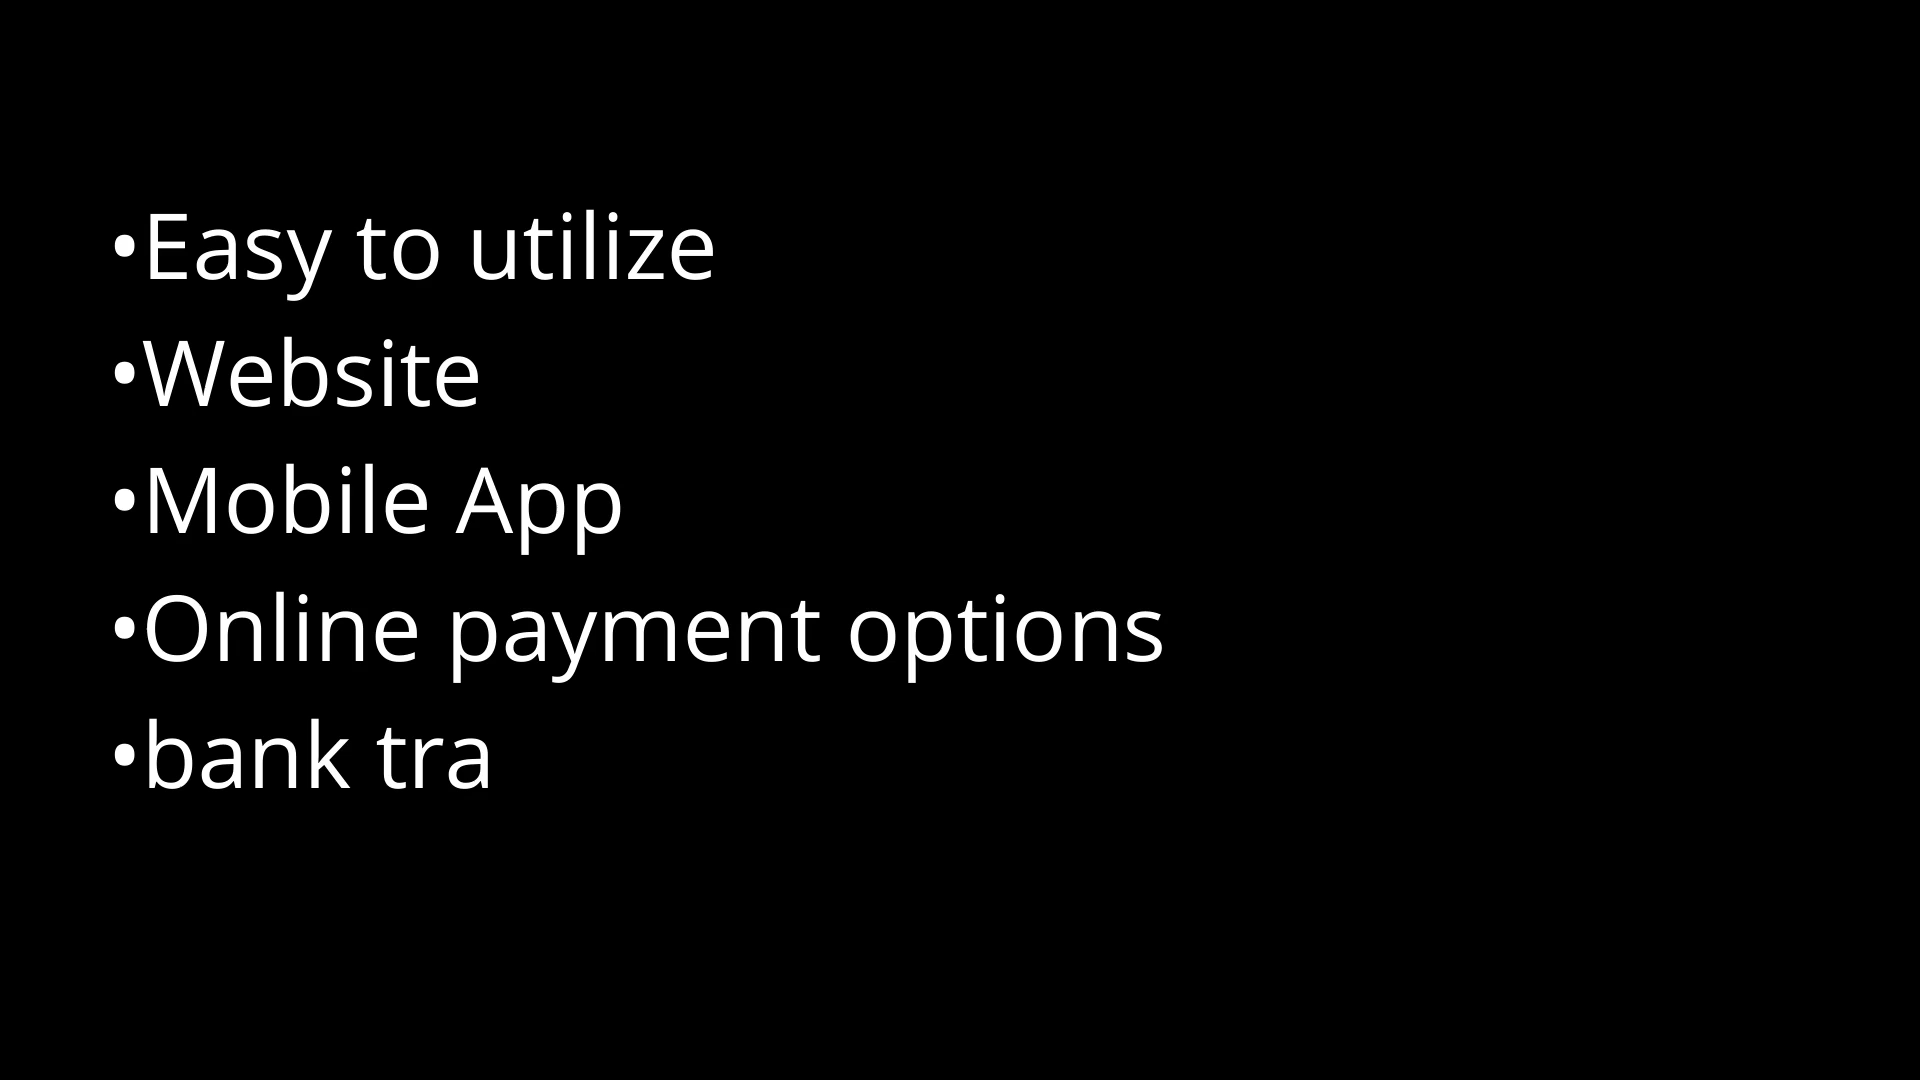 •Easy to utilize
•Website
•Mobile App
•Online payment options
•bank tra